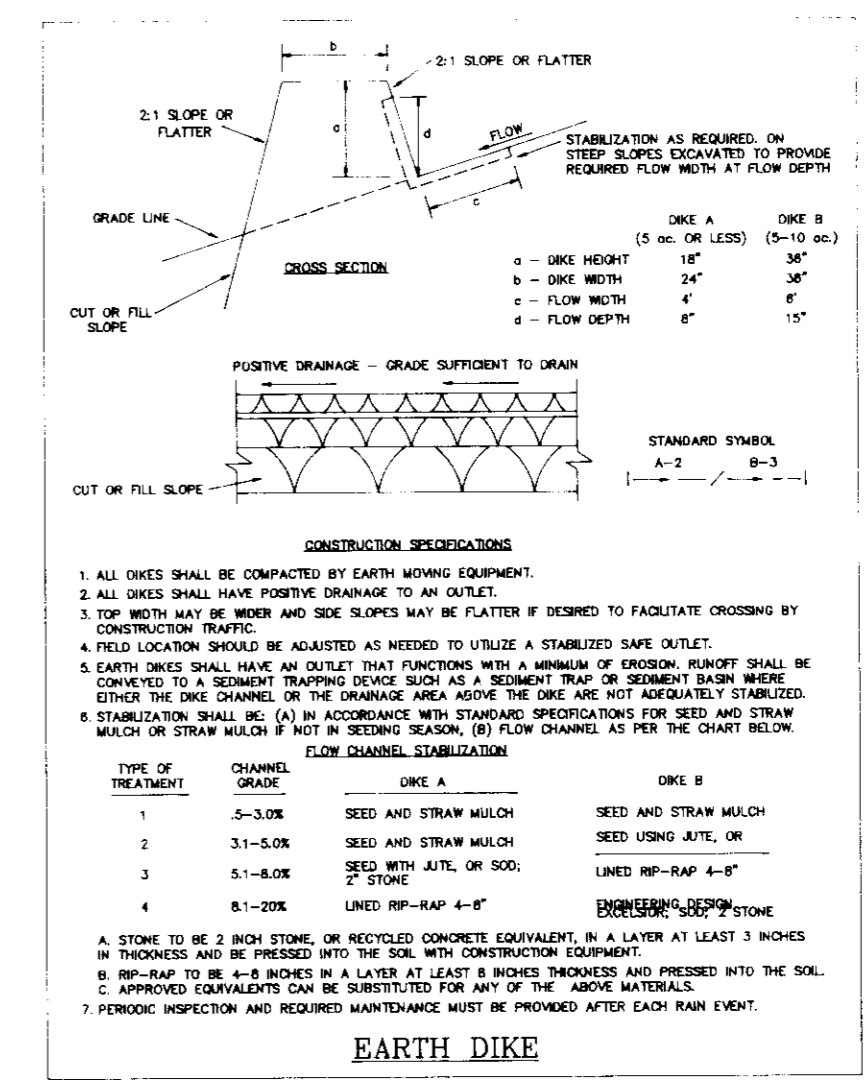 b
2:1 SLOPE OR FLATTER
2:1 SLOPE OR
FLATTER
a
d
FLOW
STABILIZATION AS REQUIRED. ON
STEEP SLOPES EXCAVATED TO PROVIDE
REQUIRED FLOW WIDTH AT FLOW DEPTH
c
GRADE LINE
CROSS SECTION
CUT OR FILL
SLOPE
DIKE A DIKE B
(5 ac. OR LESS) (5-10 ac.)
a - DIKE HEIGHT 18" 36"
b - DIKE WIDTH 24" 36"
c - FLOW WIDTH 4' 6'
d - FLOW DEPTH 8" 15"
POSITIVE DRAINAGE - GRADE SUFFICIENT TO DRAIN
STANDARD SYMBOL
A-2 B-3
CUT OR FILL SLOPE
CONSTRUCTION SPECIFICATIONS
1. ALL DIKES SHALL BE COMPACTED BY EARTH MOVING EQUIPMENT.
2. ALL DIKES SHALL HAVE POSITIVE DRAINAGE TO AN OUTLET.
3. TOP WIDTH MAY BE WIDER AND SIDE SLOPES MAY BE FLATTER IF DESIRED TO FACILITATE CROSSING BY
CONSTRUCTION TRAFFIC.
4. FIELD LOCATION SHOULD BE ADJUSTED AS NEEDED TO UTILIZE A STABILIZED SAFE OUTLET.
5. EARTH DIKES SHALL HAVE AN OUTLET THAT FUNCTIONS WITH A MINIMUM OF EROSION. RUNOFF SHALL BE
CONVEYED TO A SEDIMENT TRAPPING DEVICE SUCH AS A SEDIMENT TRAP OR SEDIMENT BASIN WHERE
EITHER THE DIKE CHANNEL OR THE DRAINAGE AREA ABOVE THE DIKE ARE NOT ADEQUATELY STABILIZED.
6. STABILIZATION SHALL BE: (A) IN ACCORDANCE WITH STANDARD SPECIFICATIONS FOR SEED AND STRAW
MULCH OR STRAW MULCH IF NOT IN SEEDING SEASON, (B) FLOW CHANNEL AS PER THE CHART BELOW.
FLOW CHANNEL STABILIZATION
TYPE OF
TREATMENT
CHANNEL
GRADE
DIKE A DIKE B
1 .5-3.0% SEED AND STRAW MULCH SEED AND STRAW MULCH
2 3.1-5.0% SEED AND STRAW MULCH SEED USING JUTE, OR
3 5.1-8.0% SEED WITH JUTE, OR SOD;
2" STONE
LINED RIP-RAP 4-8"
4 8.1-20% LINED RIP-RAP 4-8" ENGINEERING DESIGN
EXCELSIOR; SOD; 2" STONE
A. STONE TO BE 2 INCH STONE, OR RECYCLED CONCRETE EQUIVALENT, IN A LAYER AT LEAST 3 INCHES
IN THICKNESS AND BE PRESSED INTO THE SOIL WITH CONSTRUCTION EQUIPMENT.
B. RIP-RAP TO BE 4-8 INCHES IN A LAYER AT LEAST 8 INCHES THICKNESS AND PRESSED INTO THE SOIL.
C. APPROVED EQUIVALENTS CAN BE SUBSTITUTED FOR ANY OF THE ABOVE MATERIALS.
7. PERIODIC INSPECTION AND REQUIRED MAINTENANCE MUST BE PROVIDED AFTER EACH RAIN EVENT.
EARTH DIKE